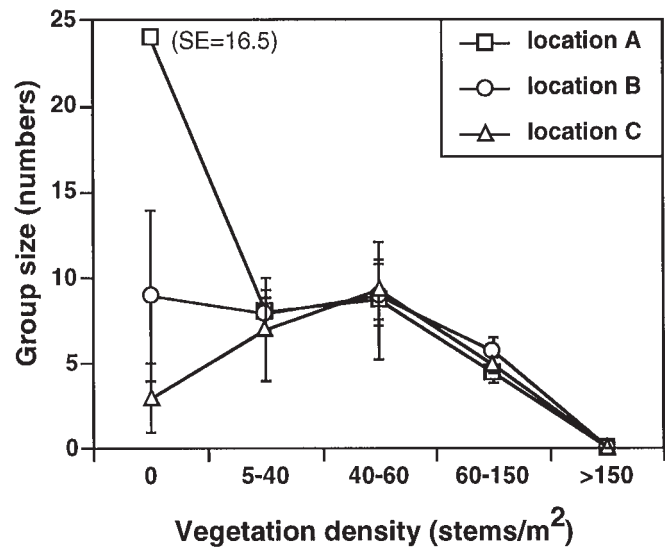 25
20
15
10
5
0
Group size (numbers)
(SE=16.5)
location A
location B
location C
0 5-40 40-60 60-150 >150
Vegetation density (stems/m²)